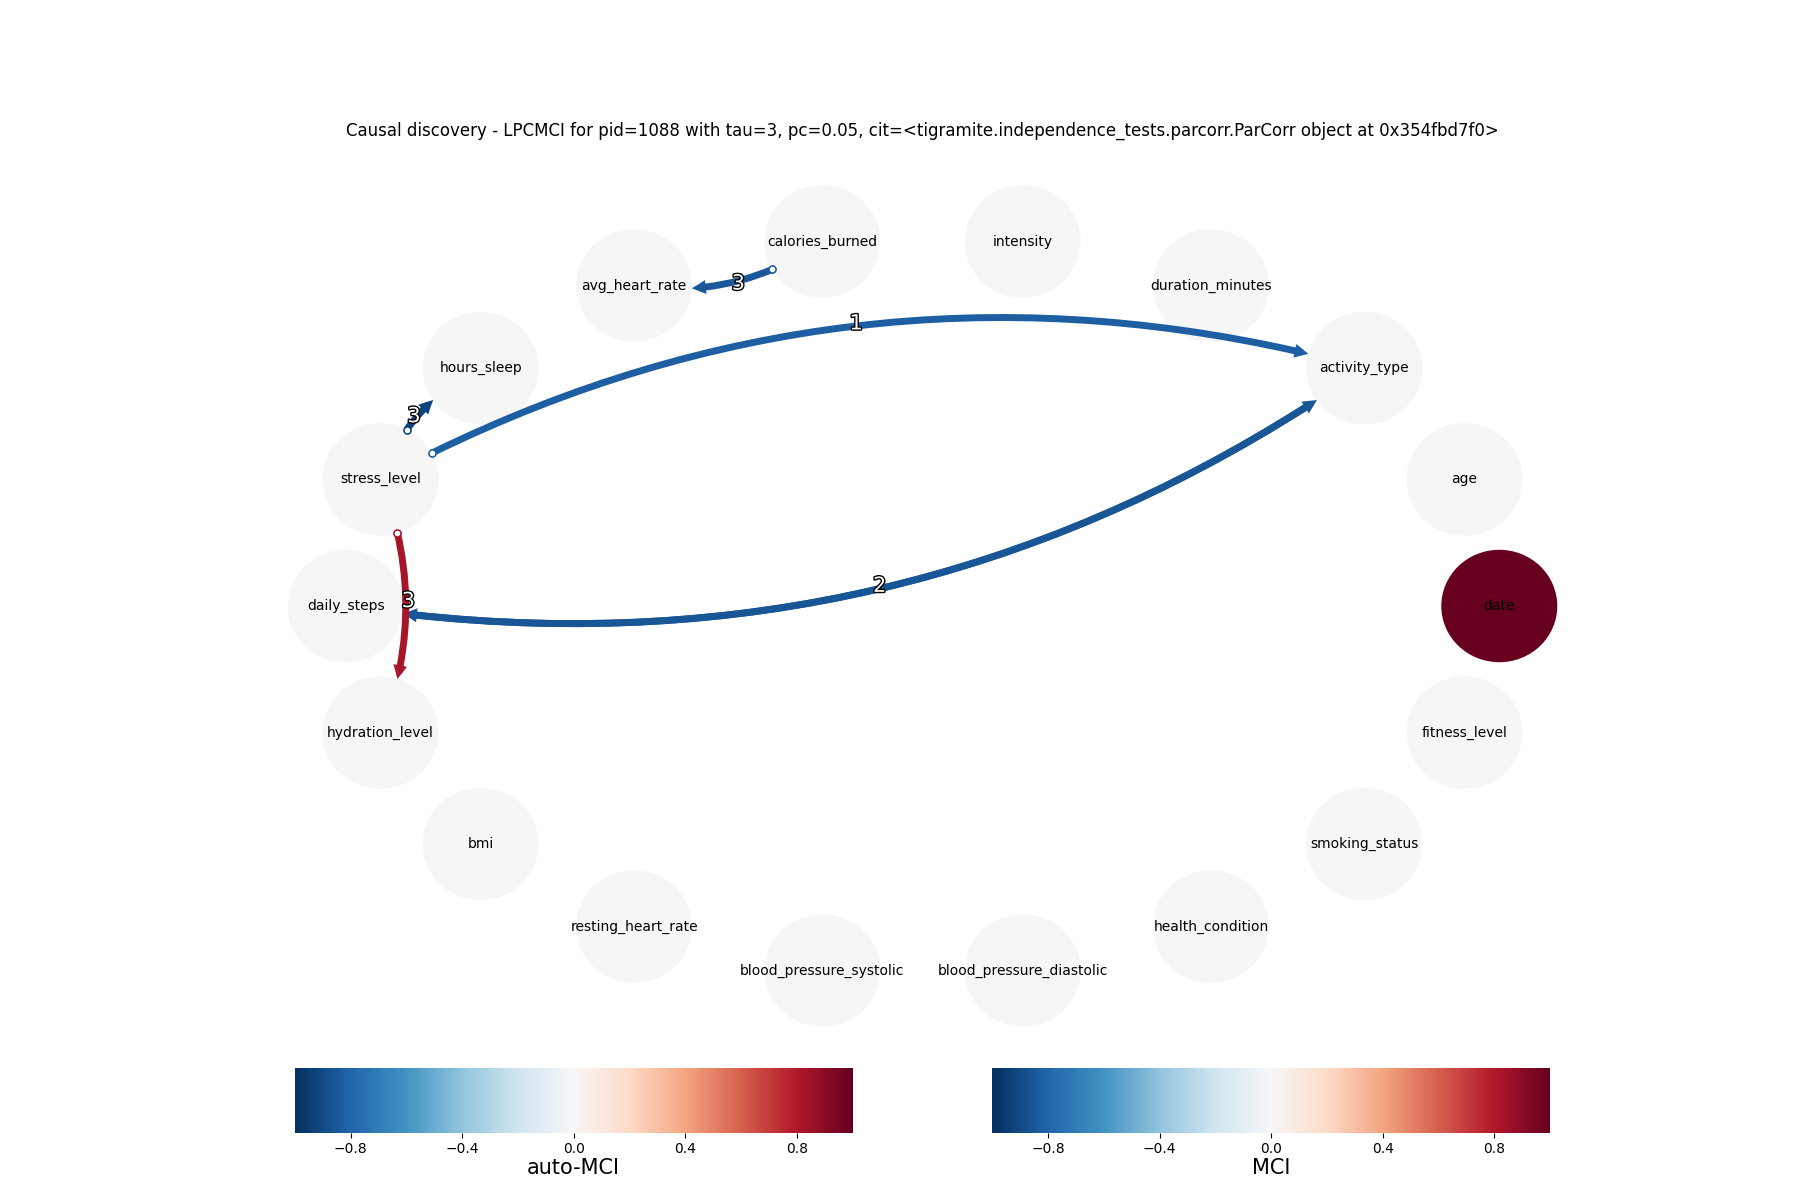 Causal discovery - LPCMCI for pid=1088 with tau=3, pc=0.05, cit=<tigramite.independence_tests.parcorr.ParCorr object at 0x354fbd7f0>
calories_burned
intensity
avg_heart_rate
3
duration_minutes
1
hours_sleep
activity_type
3
stress_level
age
2
3
daily_steps
date
hydration_level
fitness_level
bmi
smoking_status
resting_heart_rate
health_condition
blood_pressure_systolic
blood_pressure_diastolic
−0.8 −0.4 0.0 0.4 0.8
auto-MCI
−0.8 −0.4 0.0 0.4 0.8
MCI